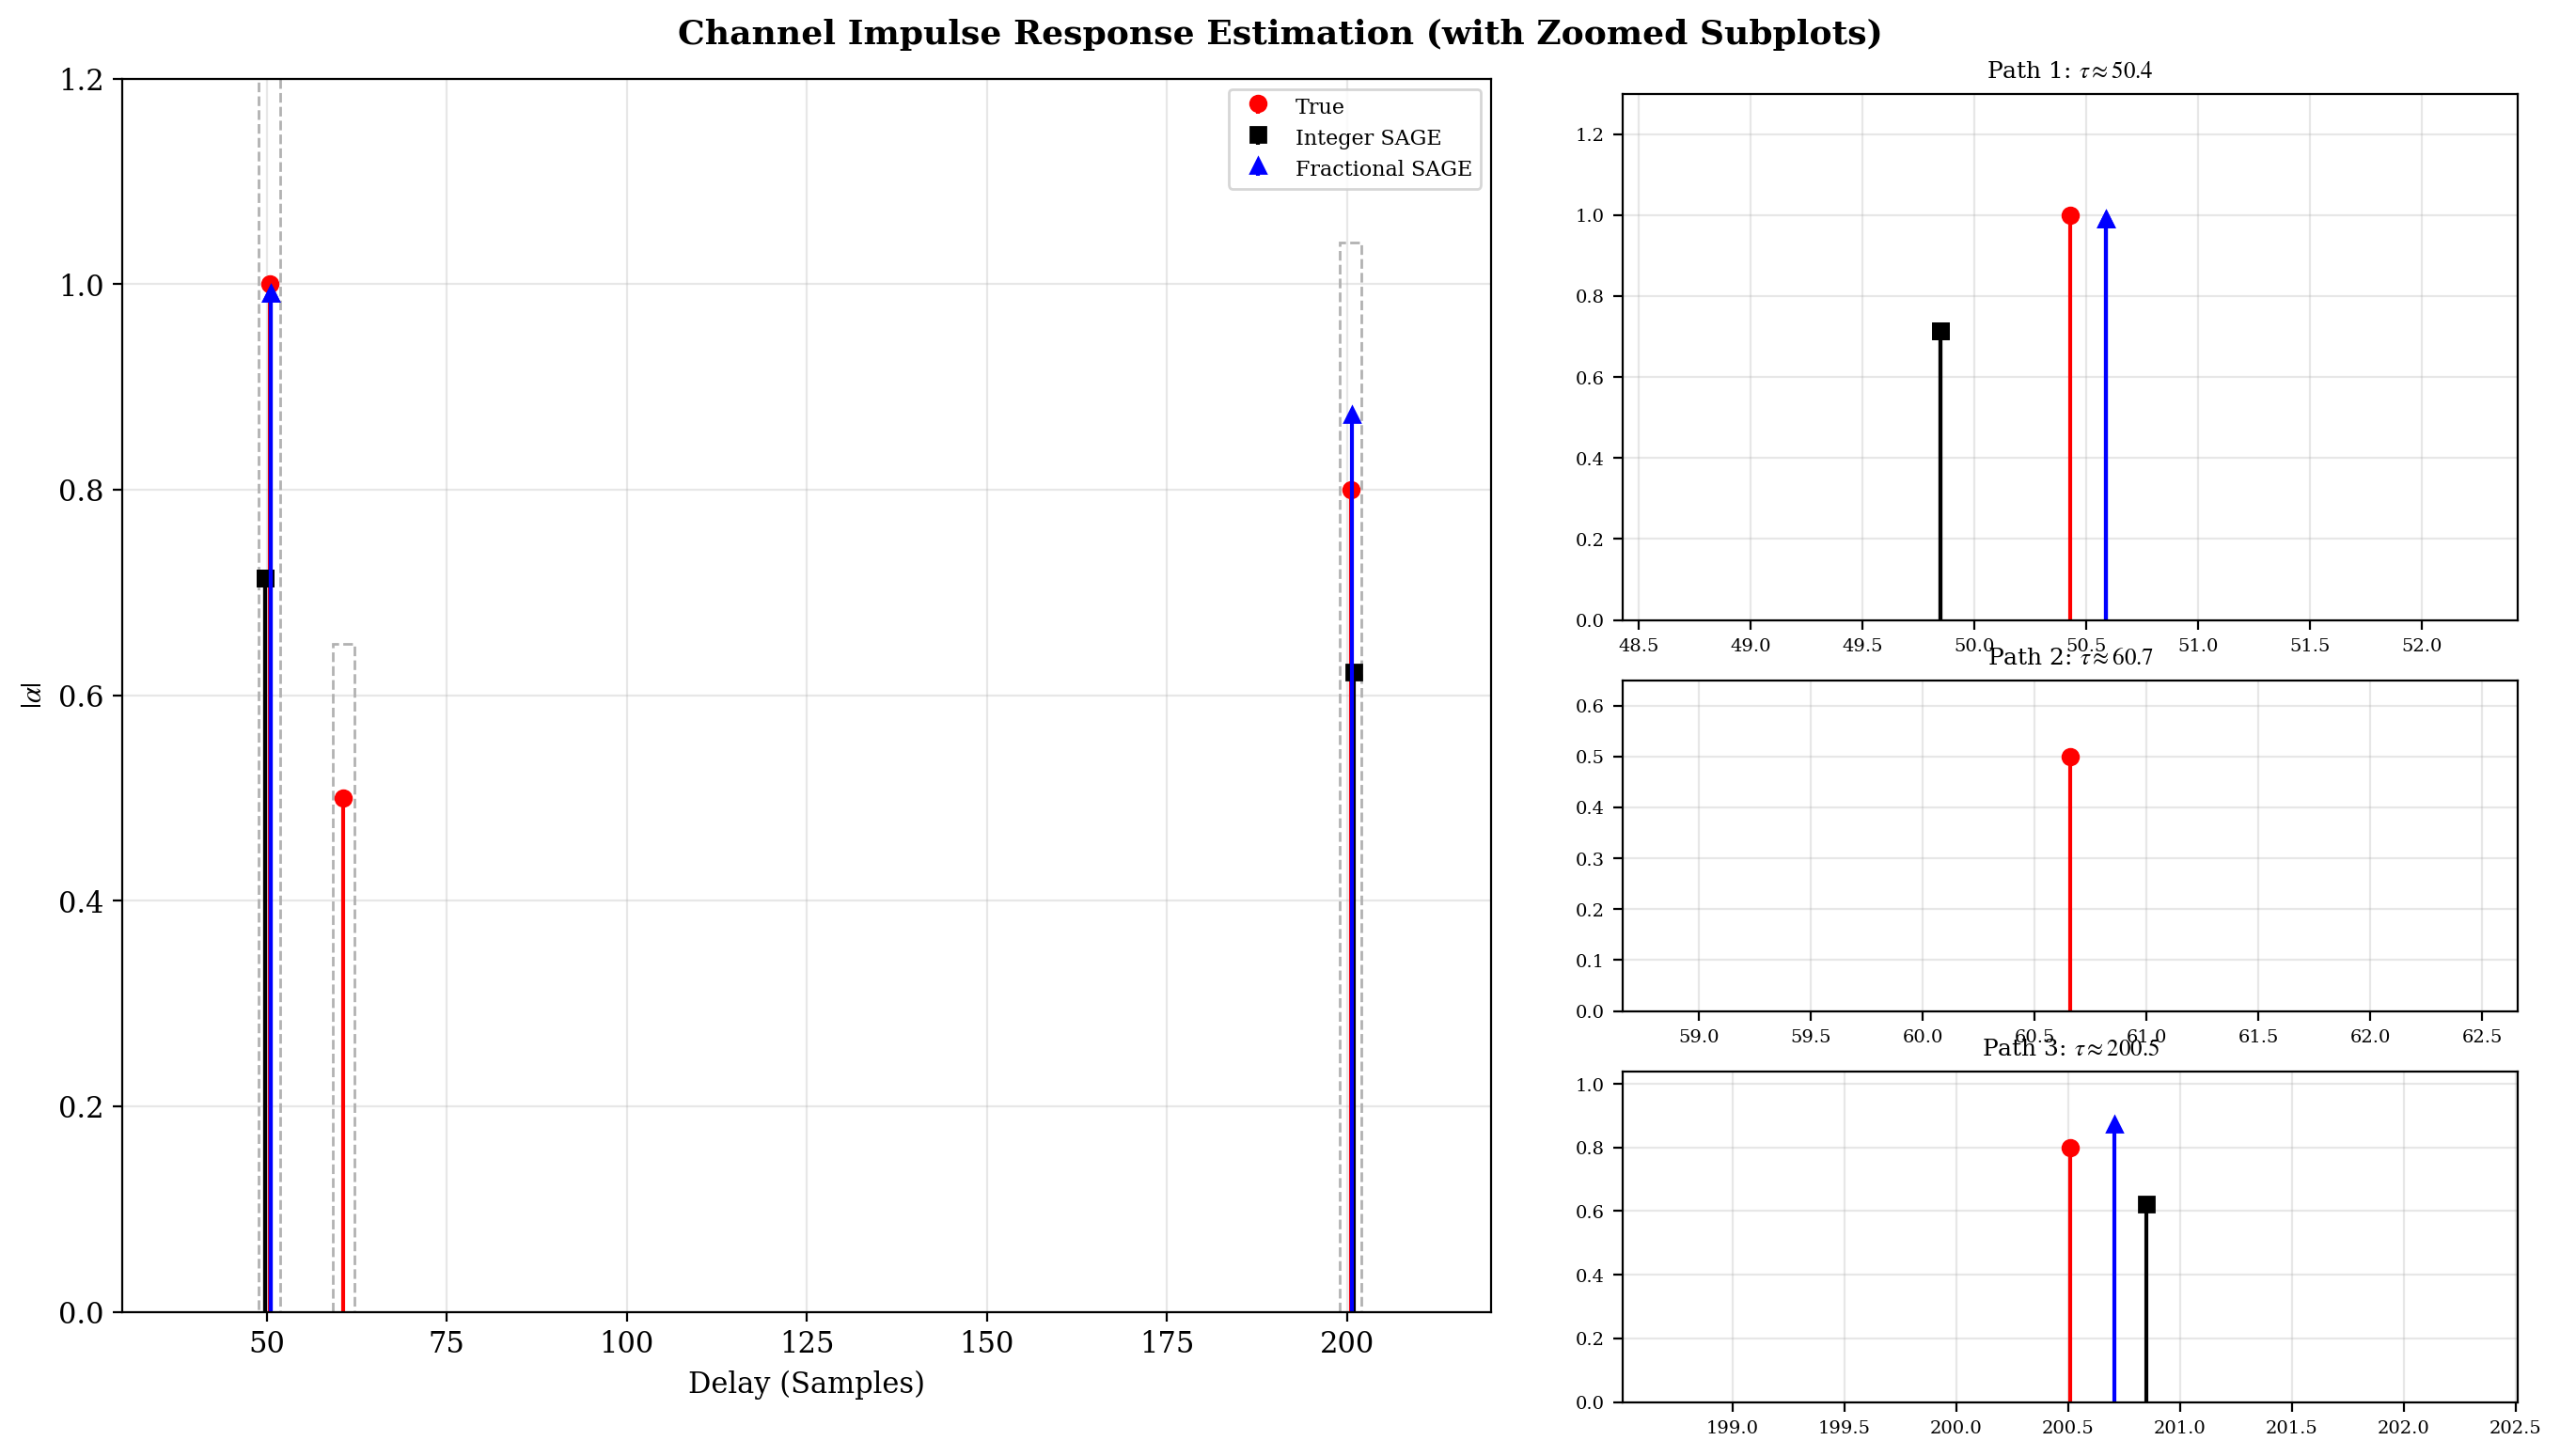 Channel Impulse Response Estimation (with Zoomed Subplots)
1.2
1.0
0.8
0.6
0.4
0.2
0.0
|α|
50 75 100 125 150 175 200
Delay (Samples)
True
Integer SAGE
Fractional SAGE
Path 1: τ≈50.4
1.2
1.0
0.8
0.6
0.4
0.2
0.0
48.5 49.0 49.5 50.0 50.5 51.0 51.5 52.0
Path 2: τ≈60.7
0.6
0.5
0.4
0.3
0.2
0.1
0.0
59.0 59.5 60.0 60.5 61.0 61.5 62.0 62.5
Path 3: τ≈200.5
1.0
0.8
0.6
0.4
0.2
0.0
199.0 199.5 200.0 200.5 201.0 201.5 202.0 202.5